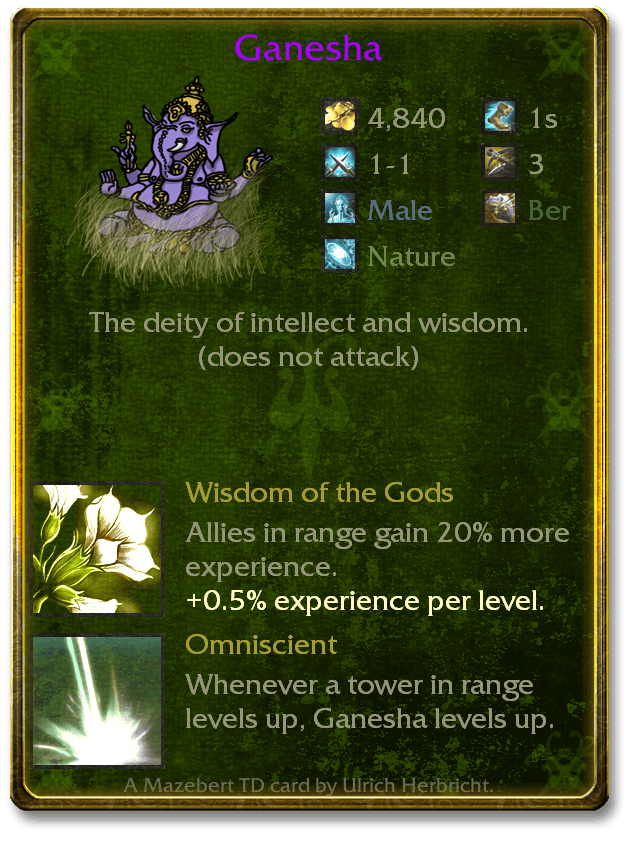 Ganesha
4,840 1s
1-1 3
Male Ber
Nature
The deity of intellect and wisdom.
(does not attack)
Wisdom of the Gods
Allies in range gain 20% more
experience.
+0.5% experience per level.
Omniscient
Whenever a tower in range
levels up, Ganesha levels up.
A Mazebert TD card by Ulrich Herbricht.